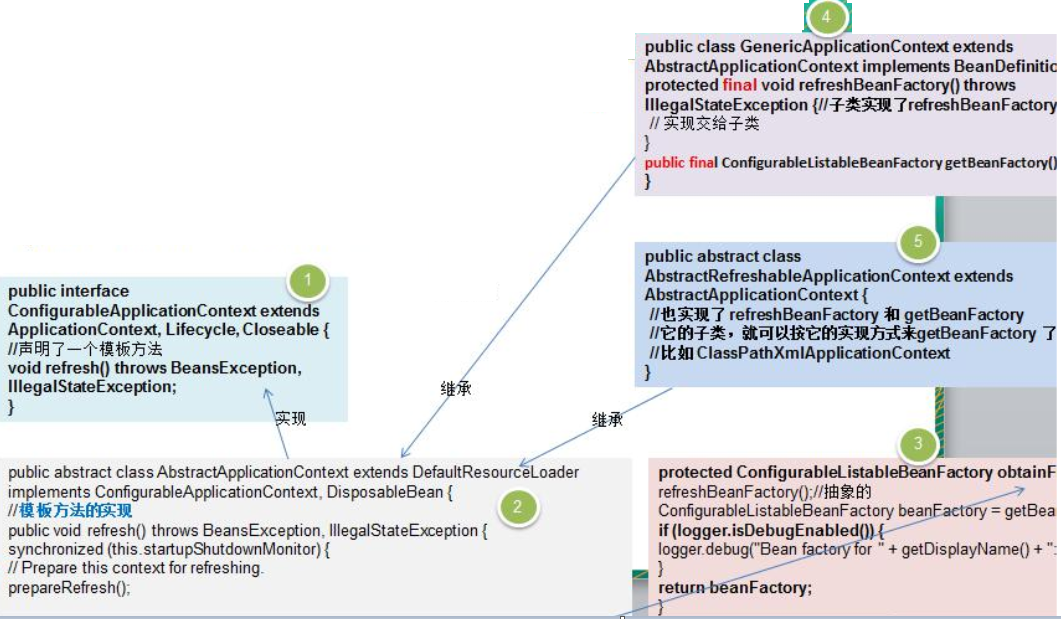 1
public interface
ConfigurableApplicationContext extends
ApplicationContext, Lifecycle, Closeable {
//声明了一个模板方法
void refresh() throws BeansException,
IllegalStateException;
}
实现
继承
继承
2
public abstract class AbstractApplicationContext extends DefaultResourceLoader
implements ConfigurableApplicationContext, DisposableBean {
//模板方法的实现
public void refresh() throws BeansException, IllegalStateException {
synchronized (this.startupShutdownMonitor) {
// Prepare this context for refreshing.
prepareRefresh();
3
protected ConfigurableListableBeanFactory obtainF
refreshBeanFactory();//抽象的
ConfigurableListableBeanFactory beanFactory = getBea
if (logger.isDebugEnabled()) {
logger.debug("Bean factory for " + getDisplayName() + ":
}
return beanFactory;
}
4
public class GenericApplicationContext extends
AbstractApplicationContext implements BeanDefinitio
protected final void refreshBeanFactory() throws
IllegalStateException {//子类实现了refreshBeanFactory
// 实现交给子类
}
public final ConfigurableListableBeanFactory getBeanFactory()
}
5
public abstract class
AbstractRefreshableApplicationContext extends
AbstractApplicationContext {
//也实现了 refreshBeanFactory 和 getBeanFactory
//它的子类，就可以按它的实现方式来getBeanFactory 了
//比如 ClassPathXmlApplicationContext
}